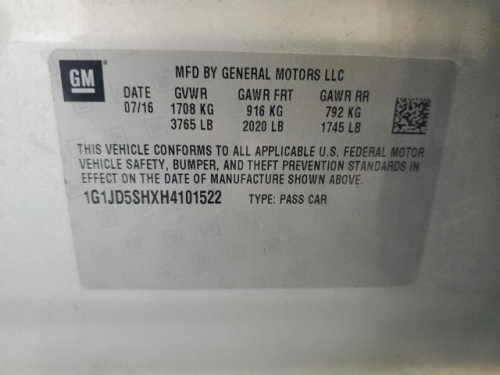 GM
MFD BY GENERAL MOTORS LLC
DATE GVWR GAWR FRT GAWR RR
07/16 1708 KG 916 KG 792 KG
3765 LB 2020 LB 1745 LB
THIS VEHICLE CONFORMS TO ALL APPLICABLE U.S. FEDERAL MOTOR
VEHICLE SAFETY, BUMPER, AND THEFT PREVENTION STANDARDS IN
EFFECT ON THE DATE OF MANUFACTURE SHOWN ABOVE.
1G1JD5SHXH4101522 TYPE: PASS CAR